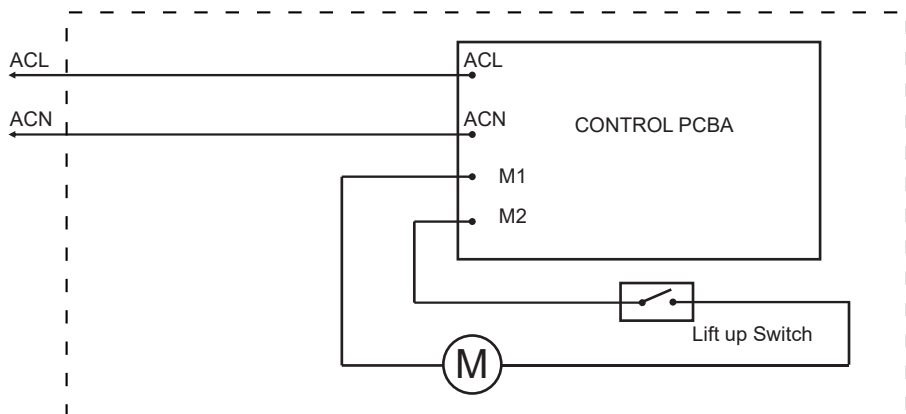 ACL
ACL
ACN
ACN
CONTROL PCBA
M1
M2
Lift up Switch
M